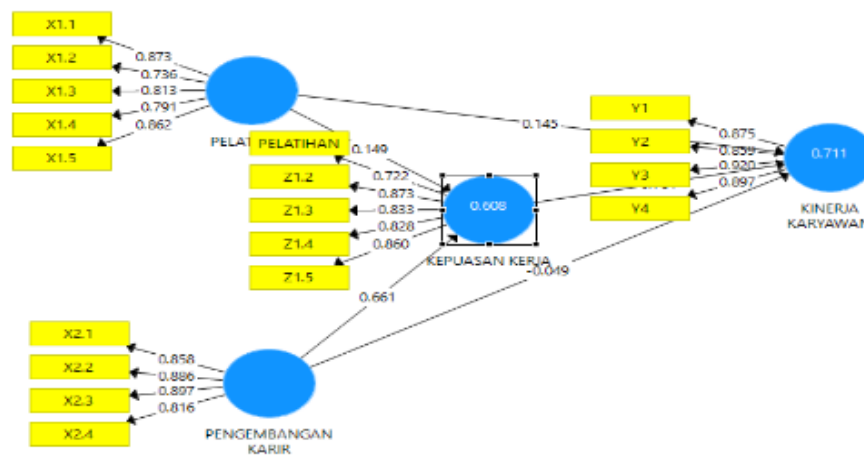 X1.1
X1.2
X1.3
X1.4
X1.5
0.873
0.736
0.813
0.791
0.862
PELATIHAN
Z1.2
Z1.3
Z1.4
Z1.5
0.149
0.722
0.873
0.833
0.828
0.860
0.608
KEPUASAN KERJA
0.145
-0.049
0.661
Y1
Y2
Y3
Y4
0.875
0.859
0.920
0.897
0.711
KINERJA
KARYAWAN
X2.1
X2.2
X2.3
X2.4
0.858
0.886
0.897
0.816
PENGEMBANGAN
KARIR